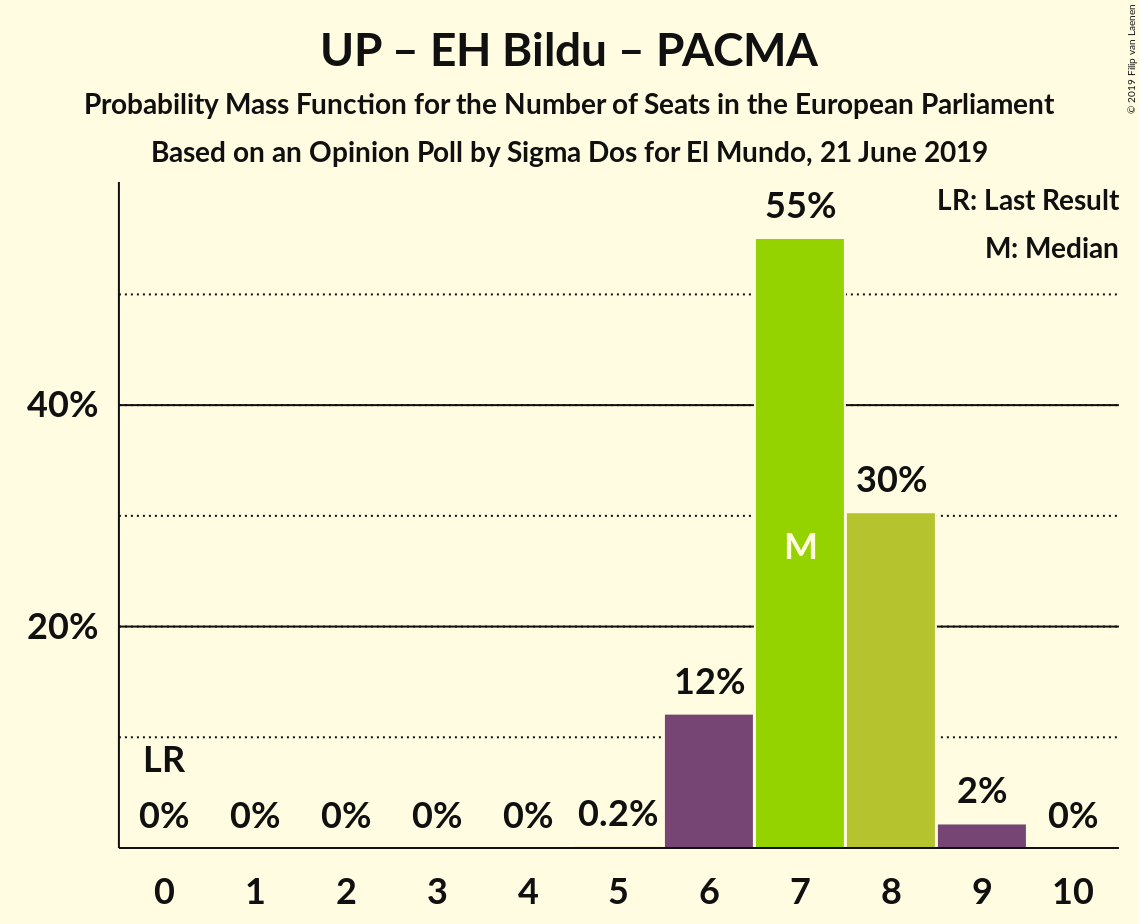 UP – EH Bildu – PACMA
Probability Mass Function for the Number of Seats in the European Parliament
Based on an Opinion Poll by Sigma Dos for El Mundo, 21 June 2019
© 2019 Filip van Laenen
LR: Last Result
M: Median
55%
40%
30%
M
20%
12%
LR
0%
0%
0%
0%
0%
0.2%
2%
0%
0 1 2 3 4 5 6 7 8 9 10